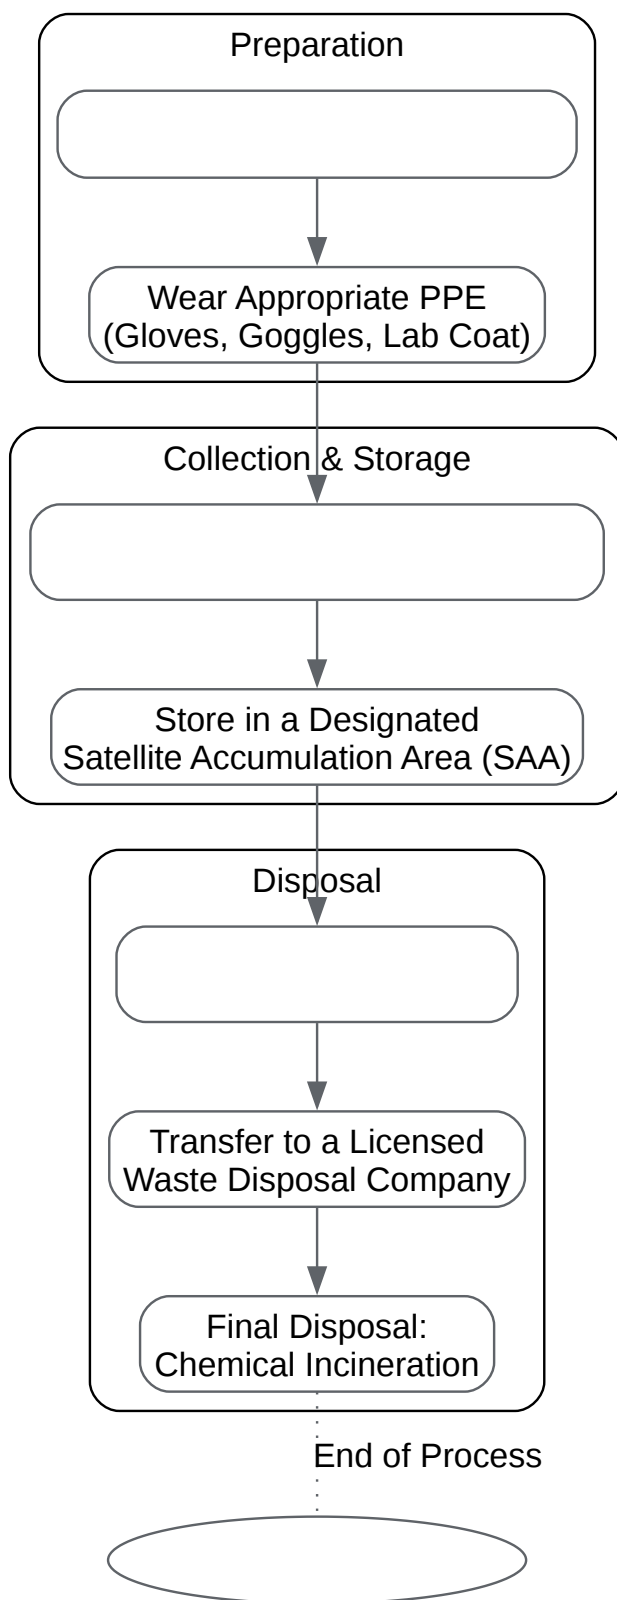 Preparation
Wear Appropriate PPE
(Gloves, Goggles, Lab Coat)
Collection & Storage
Store in a Designated
Satellite Accumulation Area (SAA)
Disposal
Transfer to a Licensed
Waste Disposal Company
Final Disposal:
Chemical Incineration
End of Process